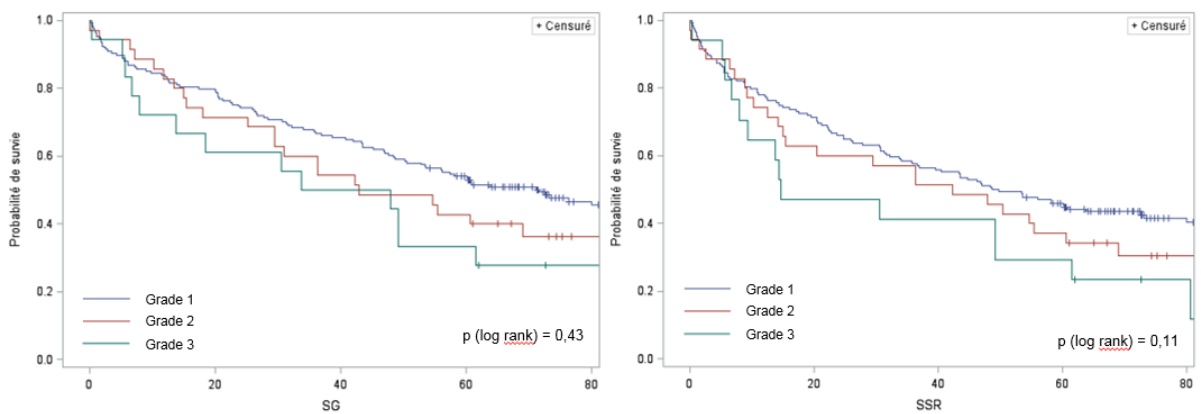 1.0
0.8
0.6
0.4
0.2
0.0
Probabilité de survie
+ Censuré
Grade 1
Grade 2
Grade 3
p (log rank) = 0,43
0
20
40
60
80
SG
1.0
0.8
0.6
0.4
0.2
0.0
Probabilité de survie
+ Censuré
Grade 1
Grade 2
Grade 3
p (log rank) = 0,11
0
20
40
60
80
SSR